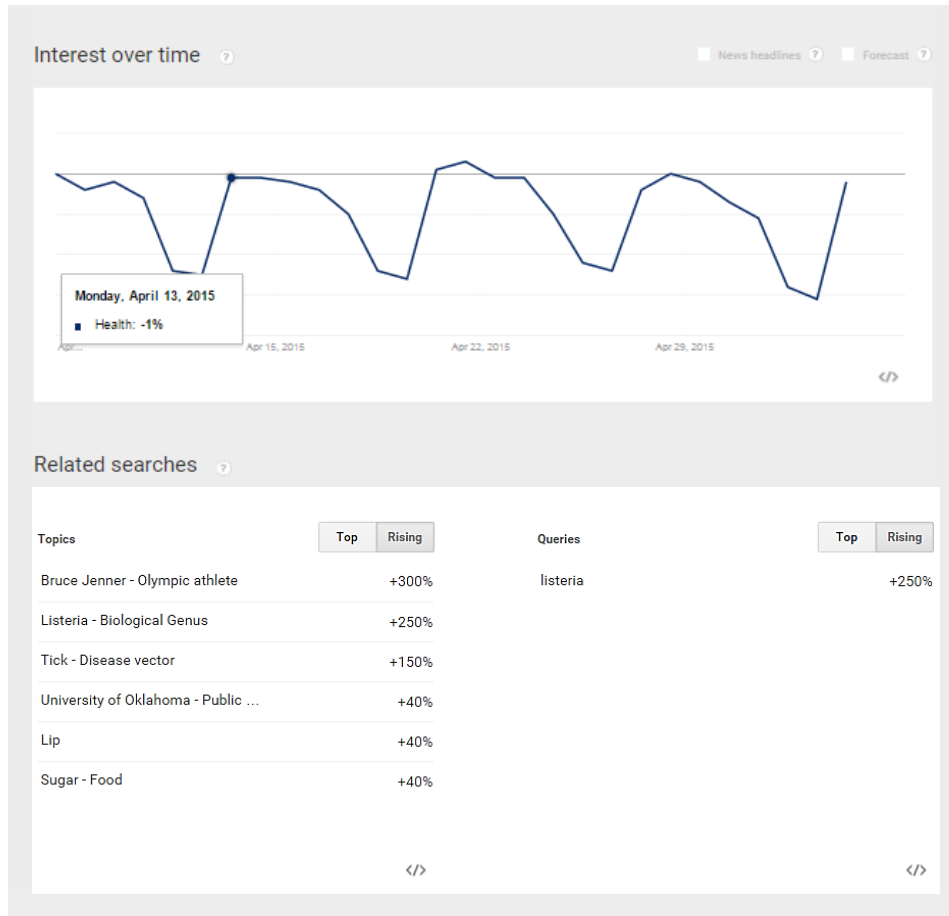 Interest over time ?
News headlines ? Forecast ?
Monday, April 13, 2015
Health: -1%
Apr... Apr 15, 2015 Apr 22, 2015 Apr 29, 2015
</>
Related searches ?
Topics Top Rising
Bruce Jenner - Olympic athlete +300%
Listeria - Biological Genus +250%
Tick - Disease vector +150%
University of Oklahoma - Public ... +40%
Lip +40%
Sugar - Food +40%
</>
Queries Top Rising
listeria +250%
</>